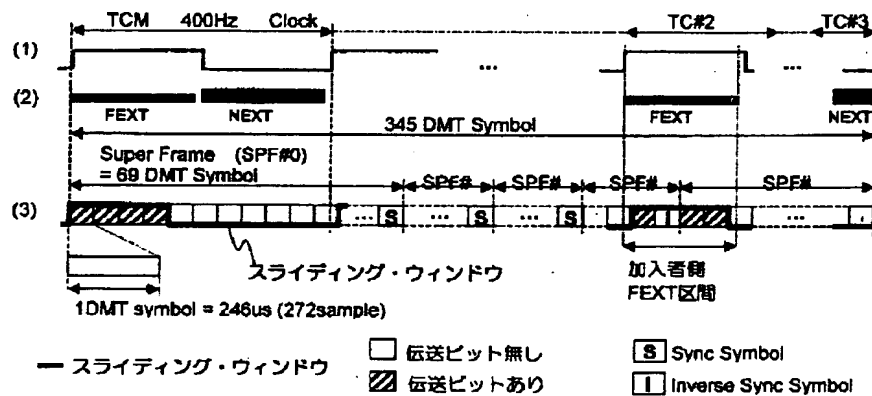 TCM 400Hz Clock TC#2 TC#3
(1) ... ...
(2)
FEXT NEXT FEXT NEXT
345 DMT Symbol
Super Frame (SPF#0)
= 69 DMT Symbol
SPF# SPF# SPF# SPF#
(3) ... S ... S ... S I ...
スライディング・ウィンドウ
加入者側
FEXT区間
1DMT symbol = 246us (272sample)
スライディング・ウィンドウ
伝送ビット無し
伝送ビットあり
S Sync Symbol
I Inverse Sync Symbol